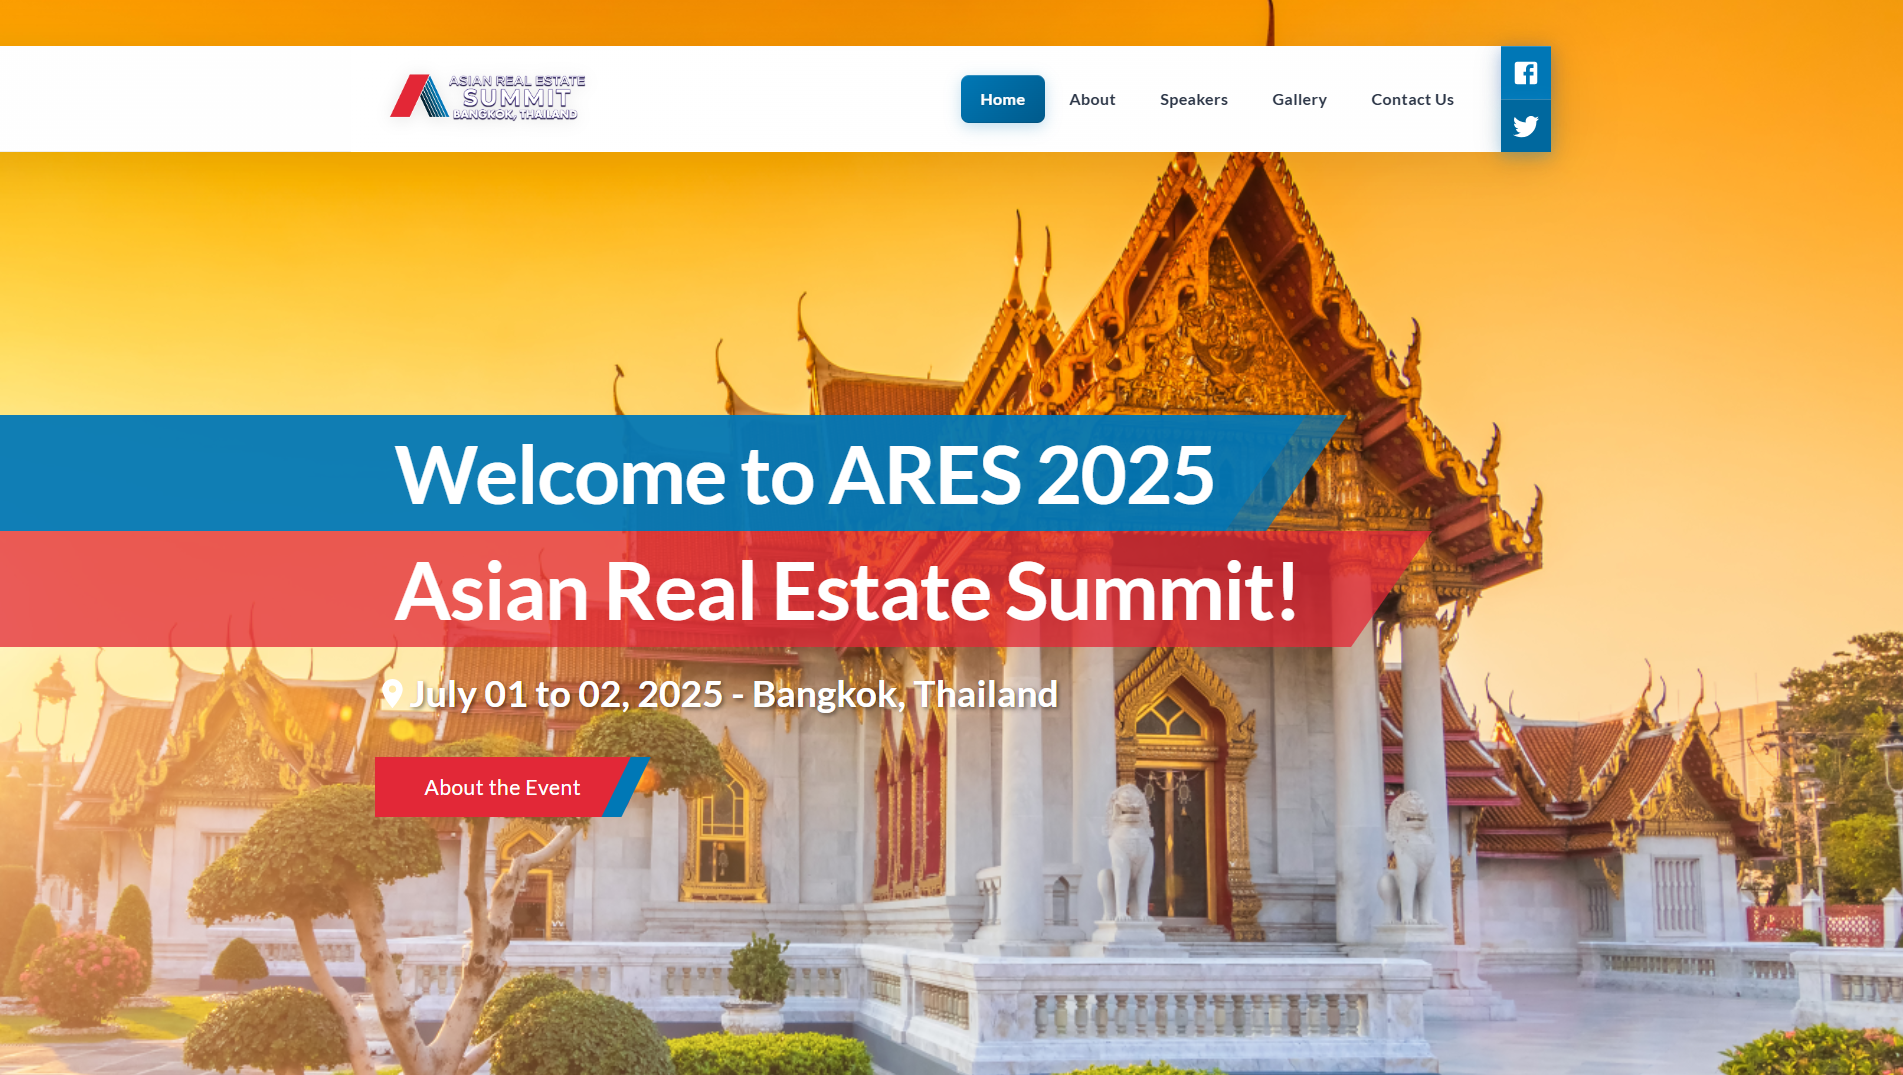 ASIAN REAL ESTATE
SUMMIT
BANGKOK, THAILAND
Home
About
Speakers
Gallery
Contact Us
Welcome to ARES 2025
Asian Real Estate Summit!
July 01 to 02, 2025 - Bangkok, Thailand
About the Event